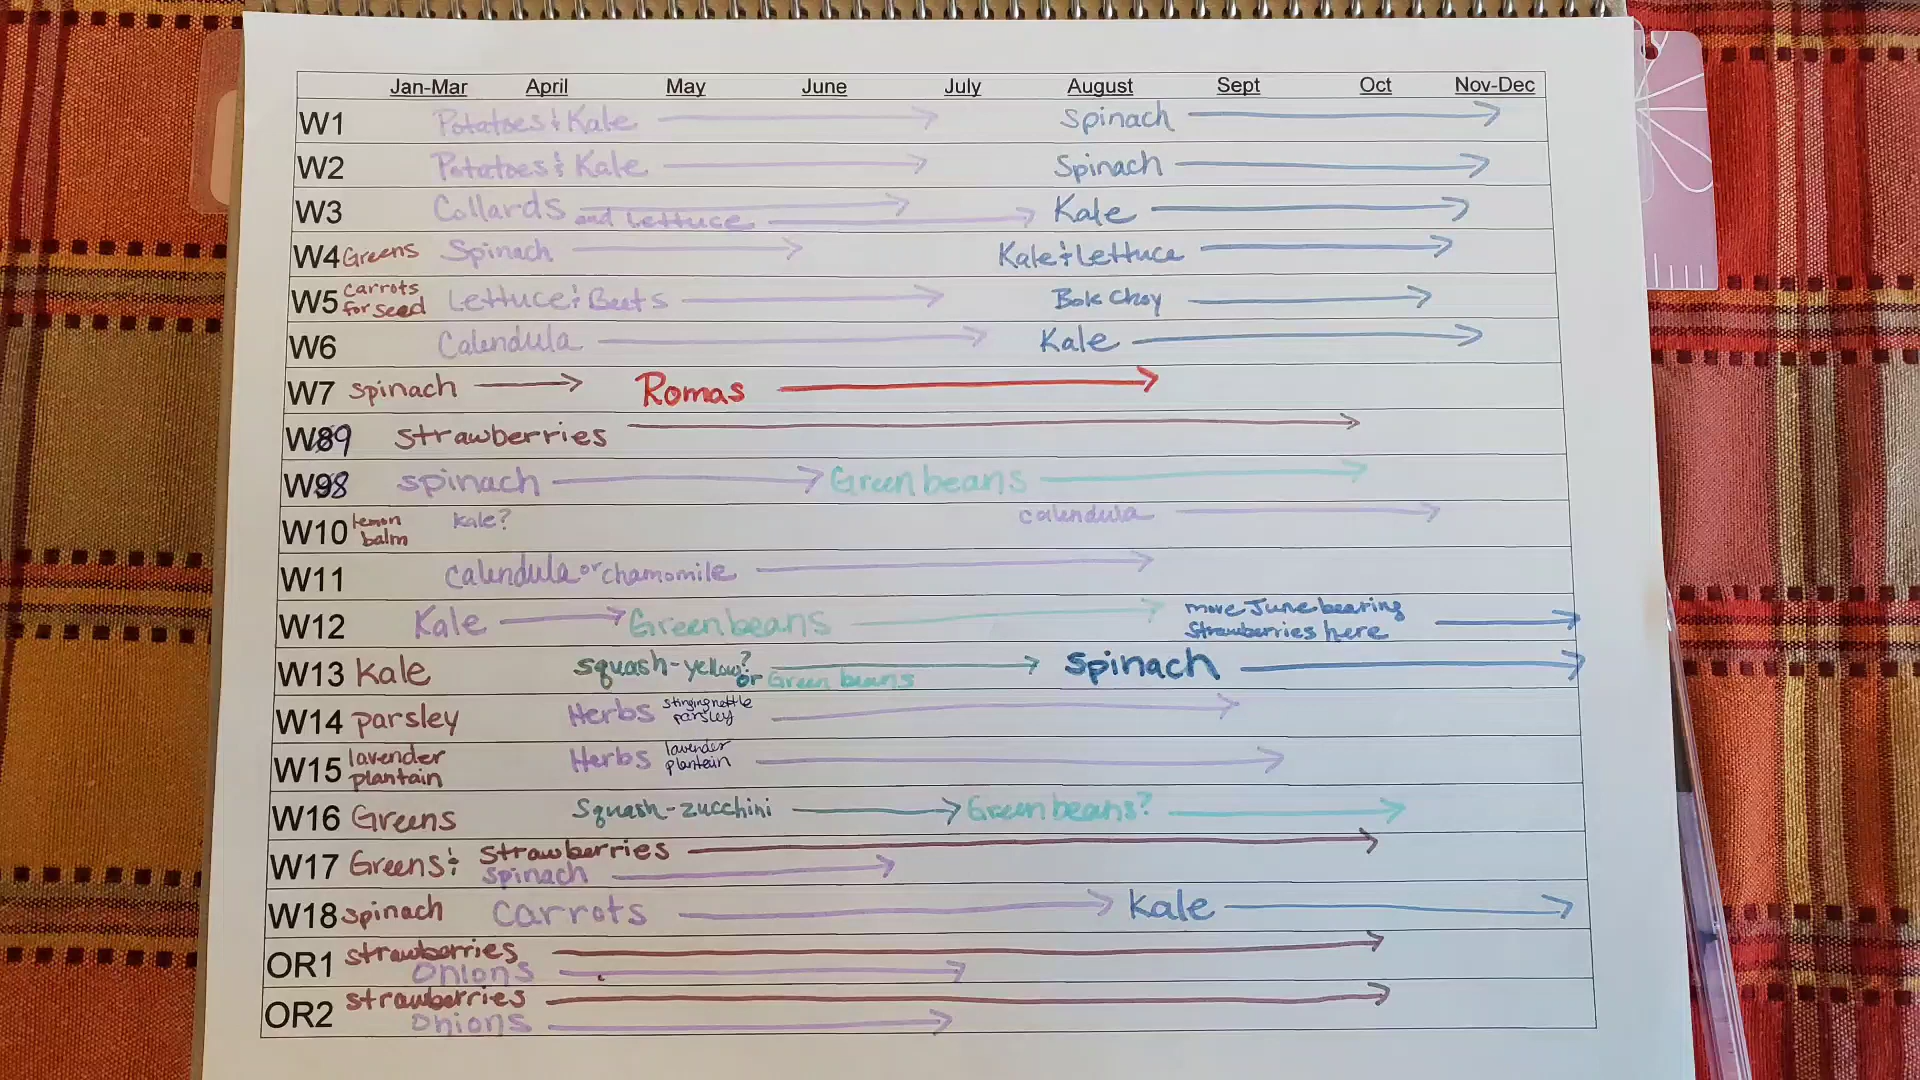 Jan-Mar April May June July August Sept Oct Nov-Dec
W1 Potatoes & Kale Spinach
W2 Potatoes & Kale Spinach
W3 Collards and Lettuce Kale
W4 Greens Spinach Kale & Lettuce
W5 carrots for seed Lettuce & Beets Bok Choy
W6 Calendula Kale
W7 spinach Romas
W89 strawberries
W98 spinach Green beans
W10 lemon balm Kale? calendula
W11 calendula or chamomile
W12 Kale Green beans move June bearing strawberries here
W13 Kale squash-yellow? or Green beans spinach
W14 parsley Herbs stinging nettle parsley
W15 lavender plantain Herbs lavender plantain
W16 Greens Squash-zucchini Green beans?
W17 Greens & strawberries
spinach
W18 spinach carrots Kale
OR1 strawberries
onions
OR2 strawberries
onions